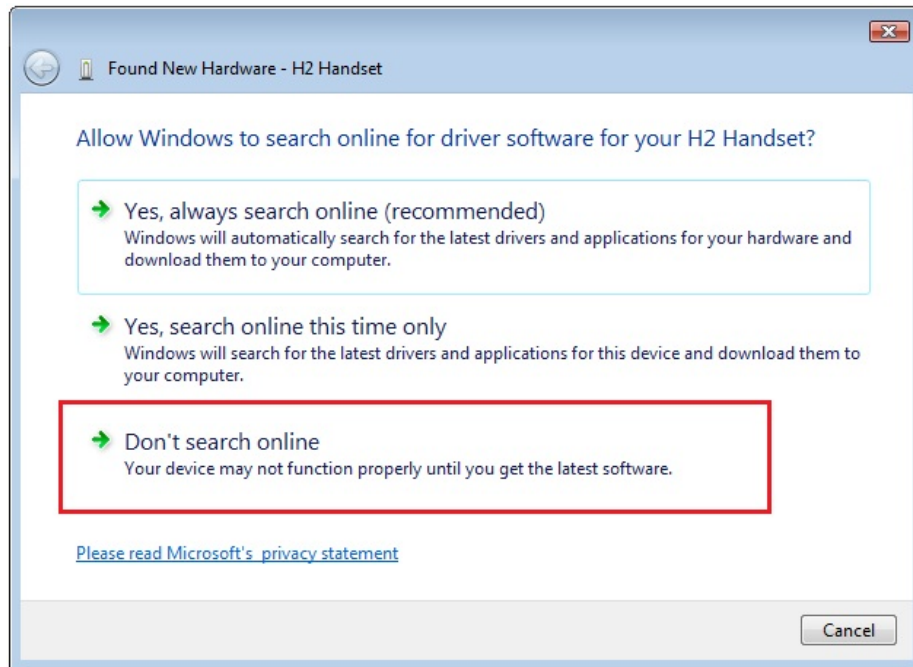 Found New Hardware - H2 Handset
Allow Windows to search online for driver software for your H2 Handset?
Yes, always search online (recommended)
Windows will automatically search for the latest drivers and applications for your hardware and
download them to your computer.
Yes, search online this time only
Windows will search for the latest drivers and applications for this device and download them to
your computer.
Don't search online
Your device may not function properly until you get the latest software.
Please read Microsoft's privacy statement
Cancel